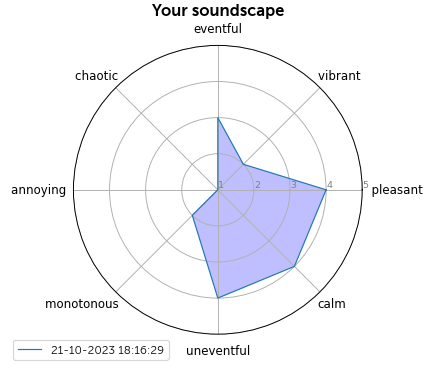 Your soundscape
eventful
chaotic
vibrant
annoying
1 2 3 4 5
pleasant
monotonous
calm
uneventful
21-10-2023 18:16:29